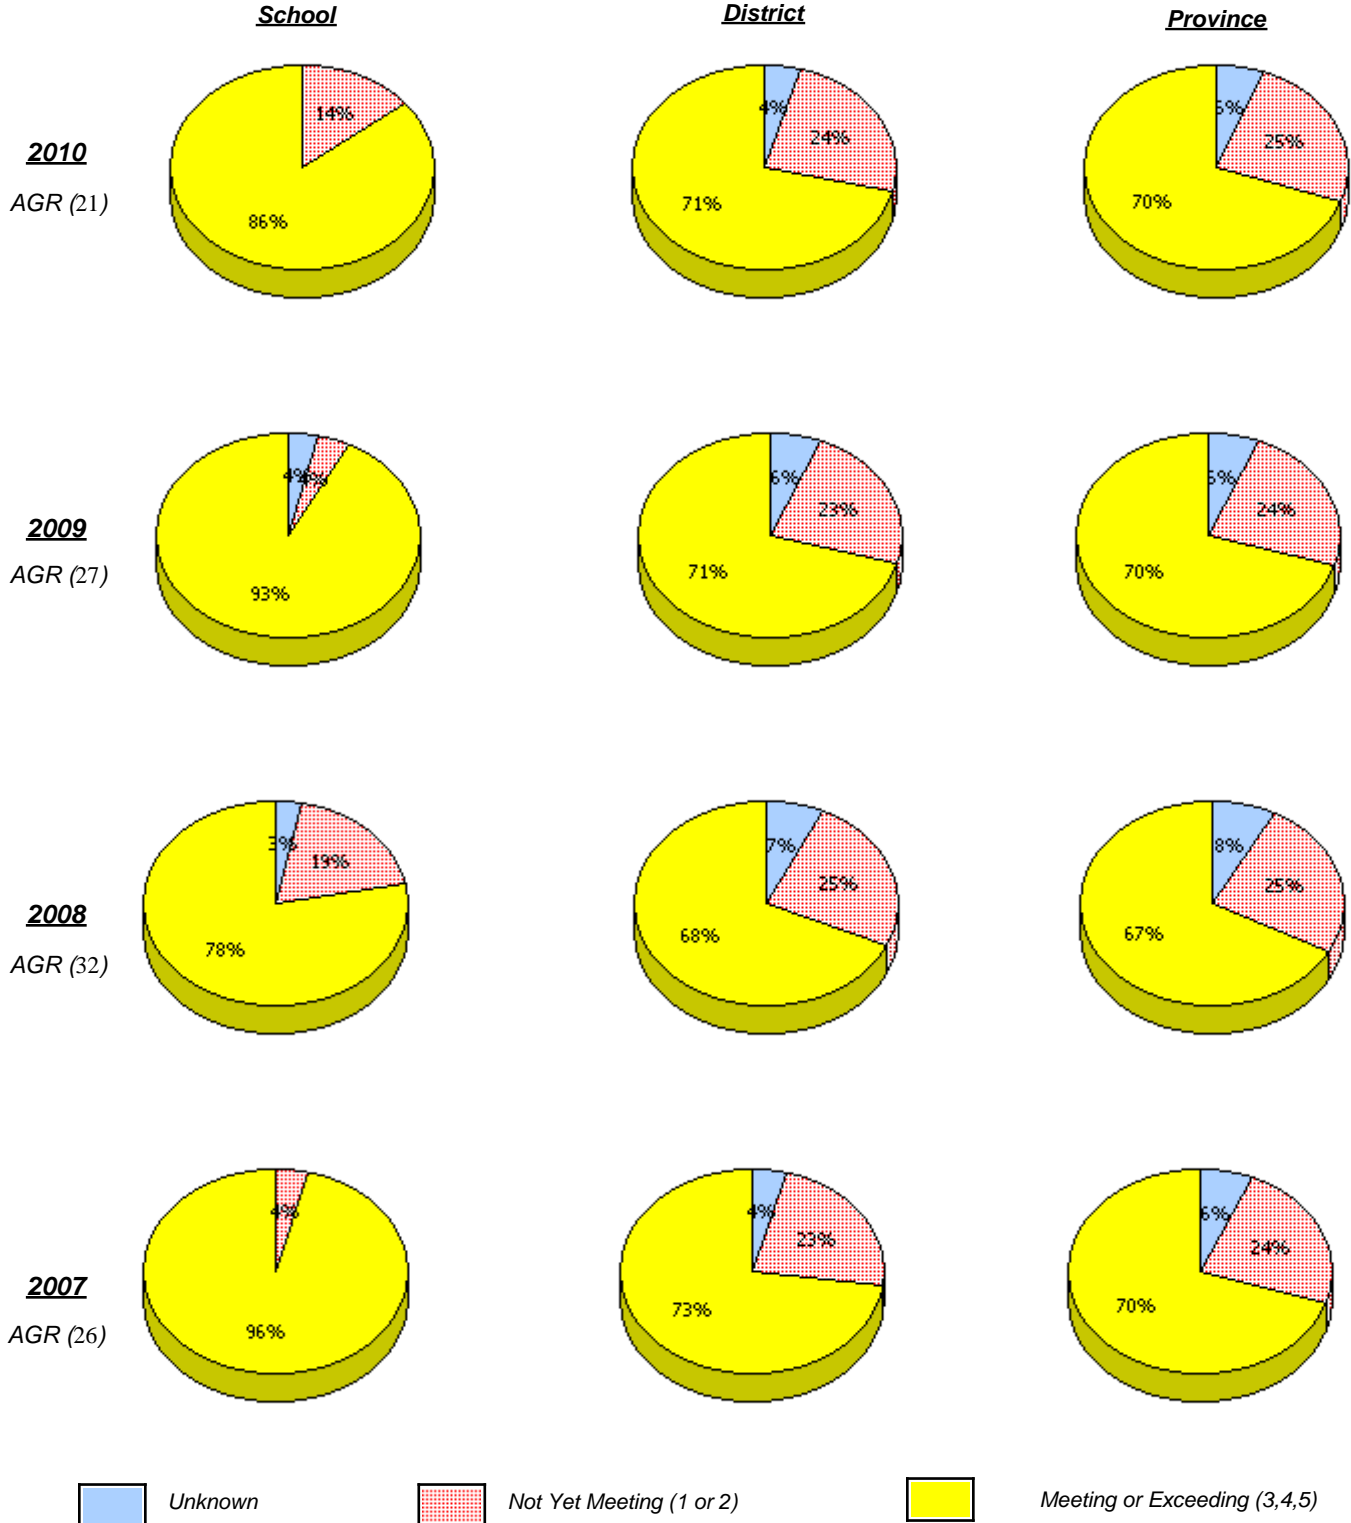 School District Province
14% 4% 24% 5% 25%
2010
AGR (21)
86% 71% 70%
4% 4% 6% 23% 24%
2009
AGR (27)
93% 71% 70%
3% 19% 7% 25% 8% 25%
2008
AGR (32)
78% 68% 67%
4% 4% 23% 6% 24%
2007
AGR (26)
96% 73% 70%
Unknown Not Yet Meeting (1 or 2) Meeting or Exceeding (3,4,5)